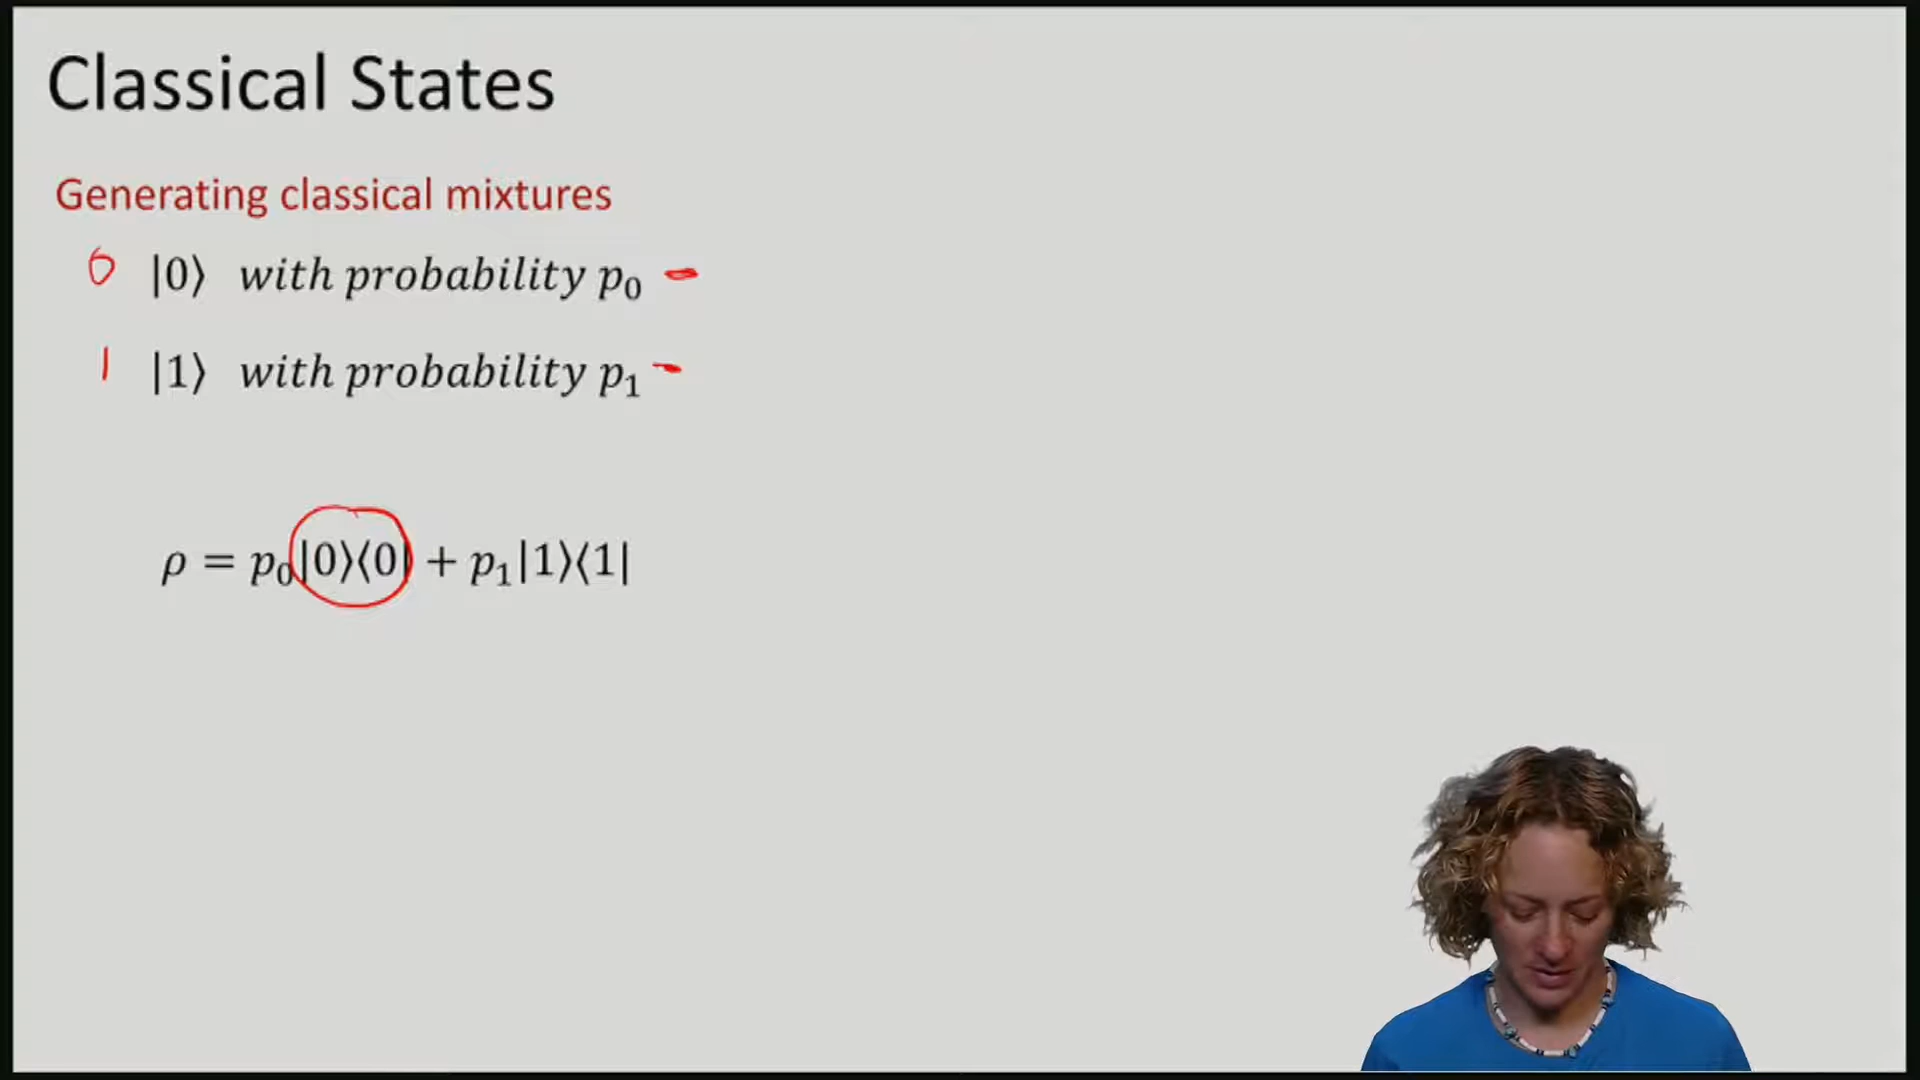 Classical States
Generating classical mixtures
0 |0⟩ with probability p₀ -
1 |1⟩ with probability p₁ -
ρ = p₀|0⟩⟨0| + p₁|1⟩⟨1|